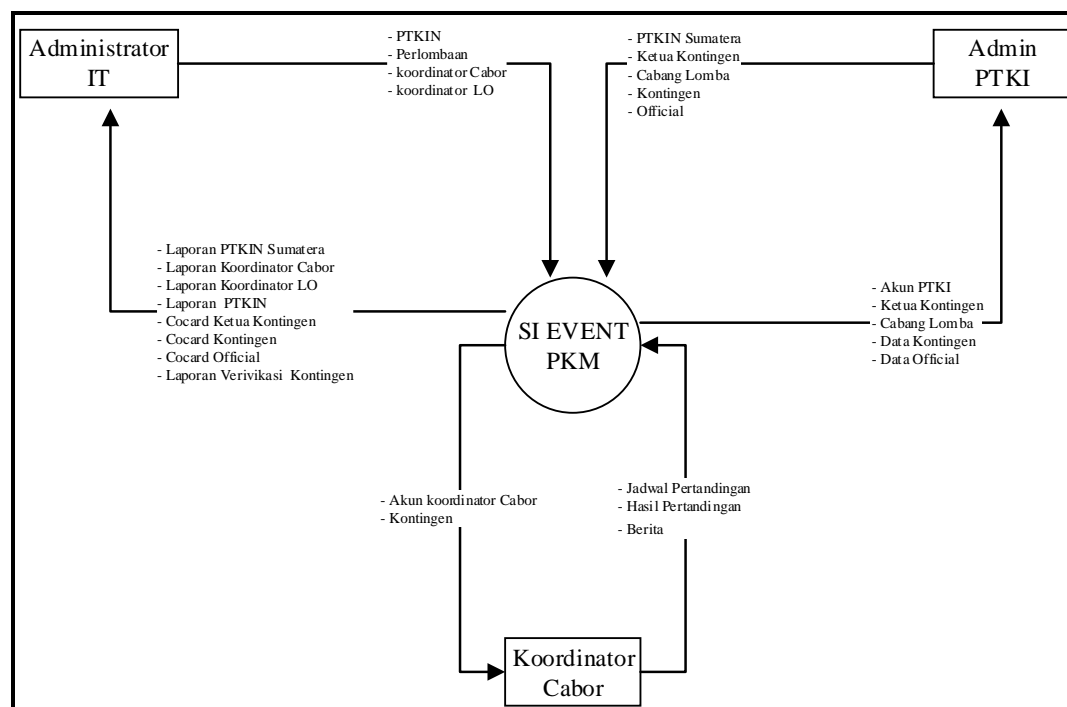 Administrator
IT
- PTKIN
- Perlombaan
- koordinator Cabor
- koordinator LO
- PTKIN Sumatera
- Ketua Kontingen
- Cabang Lomba
- Kontingen
- Official
Admin
PTKI
- Laporan PTKIN Sumatera
- Laporan Koordinator Cabor
- Laporan Koordinator LO
- Laporan PTKIN
- Cocard Ketua Kontingen
- Cocard Kontingen
- Cocard Official
- Laporan Verivikasi Kontingen
SI EVENT
PKM
- Akun PTKI
- Ketua Kontingen
- Cabang Lomba
- Data Kontingen
- Data Official
- Akun koordinator Cabor
- Kontingen
- Jadwal Pertandingan
- Hasil Pertandingan
- Berita
Koordinator
Cabor